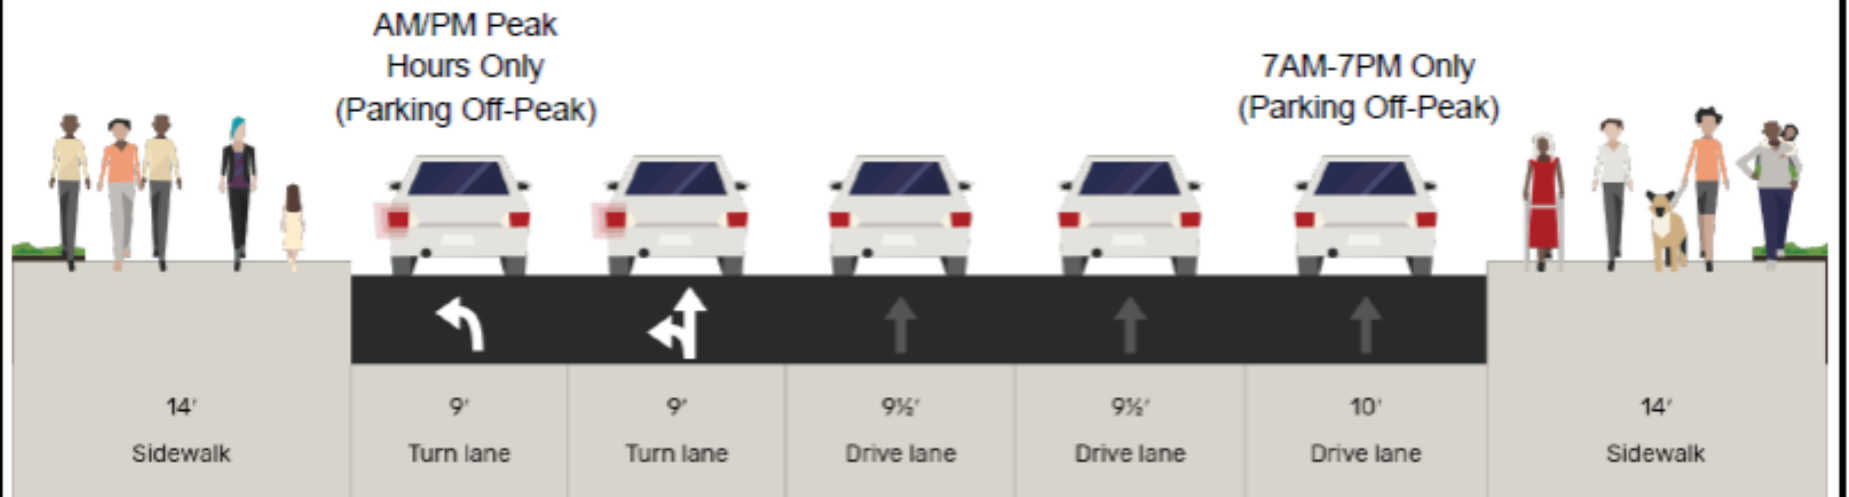 AM/PM Peak
Hours Only
(Parking Off-Peak)
7AM-7PM Only
(Parking Off-Peak)
14'
Sidewalk
9'
Turn lane
9'
Turn lane
9½'
Drive lane
9½'
Drive lane
10'
Drive lane
14'
Sidewalk